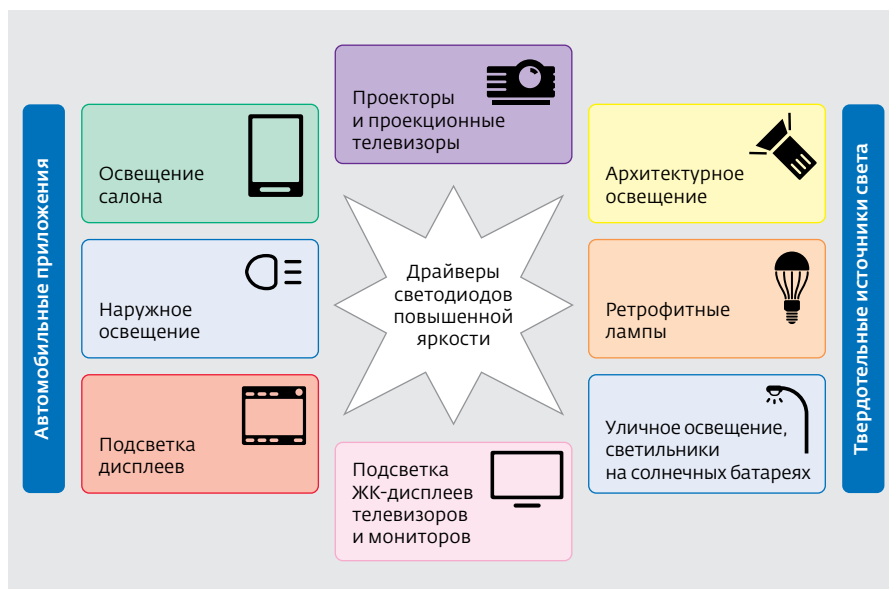 Автомобильные приложения
Освещение
салона
Наружное
освещение
Подсветка
дисплеев
Проекторы
и проекционные
телевизоры
Драйверы
светодиодов
повышенной
яркости
Подсветка
ЖК-дисплеев
телевизоров
и мониторов
Архитектурное
освещение
Ретрофитные
лампы
Уличное освещение,
светильники
на солнечных батареях
Твердотельные источники света